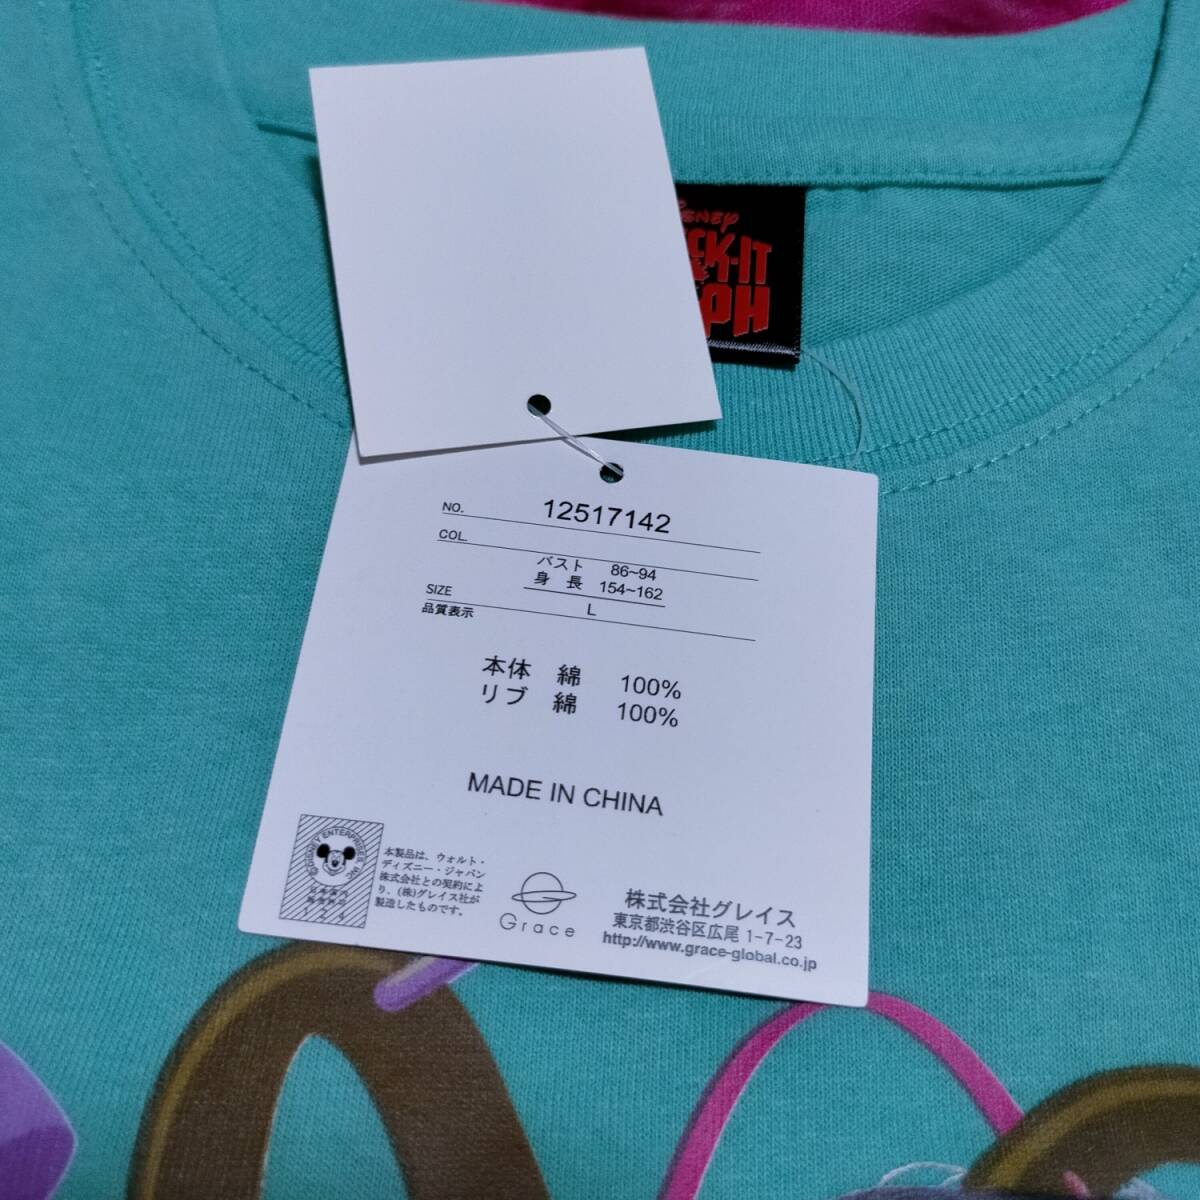 NO. 12517142
COL.
バスト 86~94
身長 154~162
SIZE L
品質表示
本体 綿 100%
リブ 綿 100%
MADE IN CHINA
©DISNEY ENTERPRISES, INC.
本製品は、ウォルト・
ディズニー・ジャパン
株式会社との契約によ
り、(株)グレイス社が
製造したものです。
Grace
株式会社グレイス
東京都渋谷区広尾 1-7-23
http://www.grace-global.co.jp